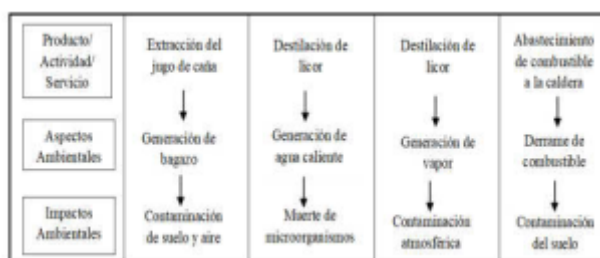 Producto/
Actividad/
Servicio
Extracción del
jugo de caña
Destilación de
licor
Destilación de
licor
Abastecimiento
de combustible
a la caldera
Aspectos
Ambientales
Generación de
bagazo
Generación de
agua caliente
Generación de
vapor
Derrame de
combustible
Impactos
Ambientales
Contaminación
de suelo y aire
Muerte de
microorganismos
Contaminación
atmosférica
Contaminación
del suelo